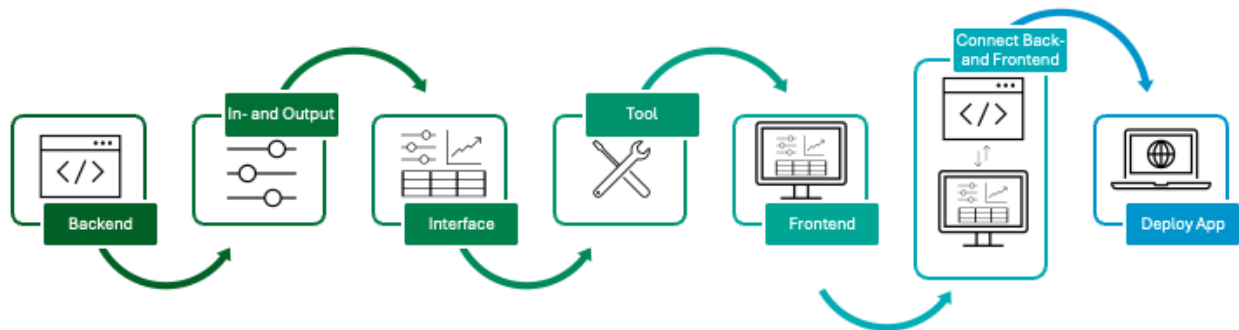 Backend
In- and Output
Interface
Tool
Frontend
Connect Back-
and Frontend
Deploy App